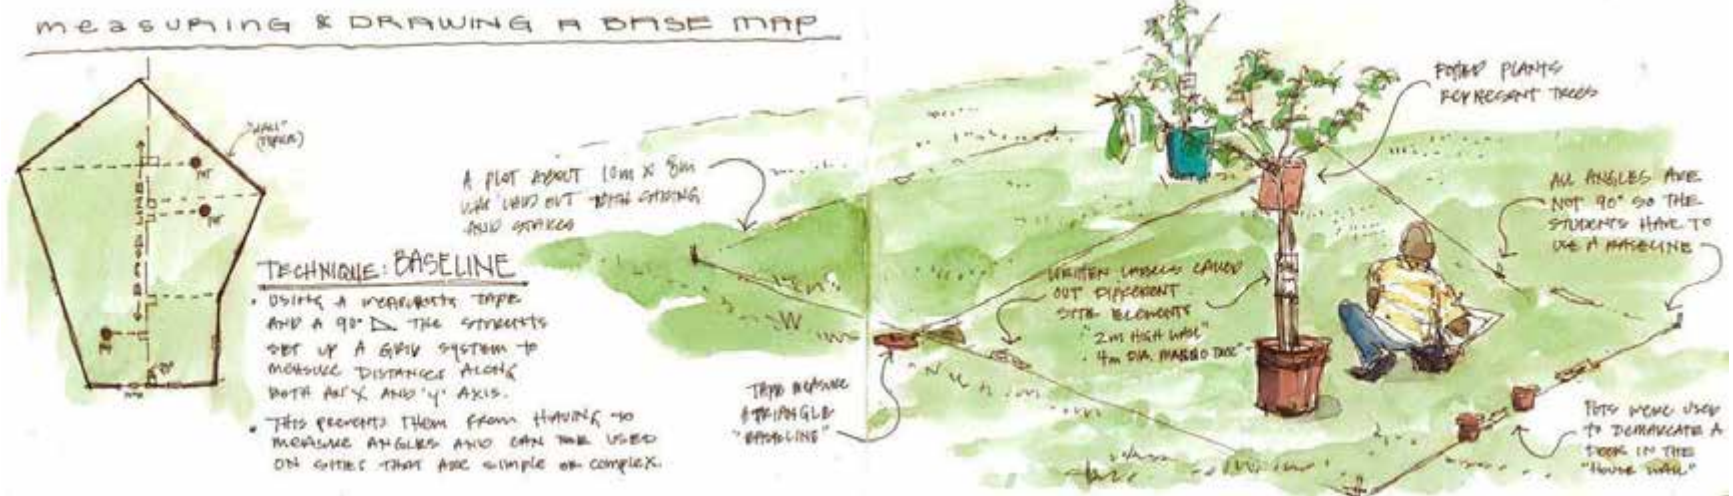 measuring & DRAWING A BASE MAP
"WALL"
BASE LINE
POT
POT
90°
A PLOT ABOUT 10m X 8m
WAS LAID OUT WITH STRING
AND STAKES
TECHNIQUE: BASELINE
• USING A MEASURING TAPE
AND A 90° THE STUDENTS
SET UP A GRID SYSTEM TO
MEASURE DISTANCES ALONG
BOTH AN 'X' AND 'Y' AXIS.
• THIS PREVENTS THEM FROM HAVING TO
MEASURE ANGLES AND CAN BE USED
ON SITES THAT ARE SIMPLE OR COMPLEX.
TAPE MEASURE
& TRIANGLE
"BASELINE"
WRITTEN LABELS CALLED
OUT DIFFERENT
SITE ELEMENTS
"2m HIGH WALL"
"4m DIA. MANGO TREE"
POTTED PLANTS
REPRESENT TREES
ALL ANGLES ARE
NOT 90° SO THE
STUDENTS HAVE TO
USE A BASELINE
POTS WERE USED
TO DEMARCATE A
DOOR IN THE
"HOUSE WALL"